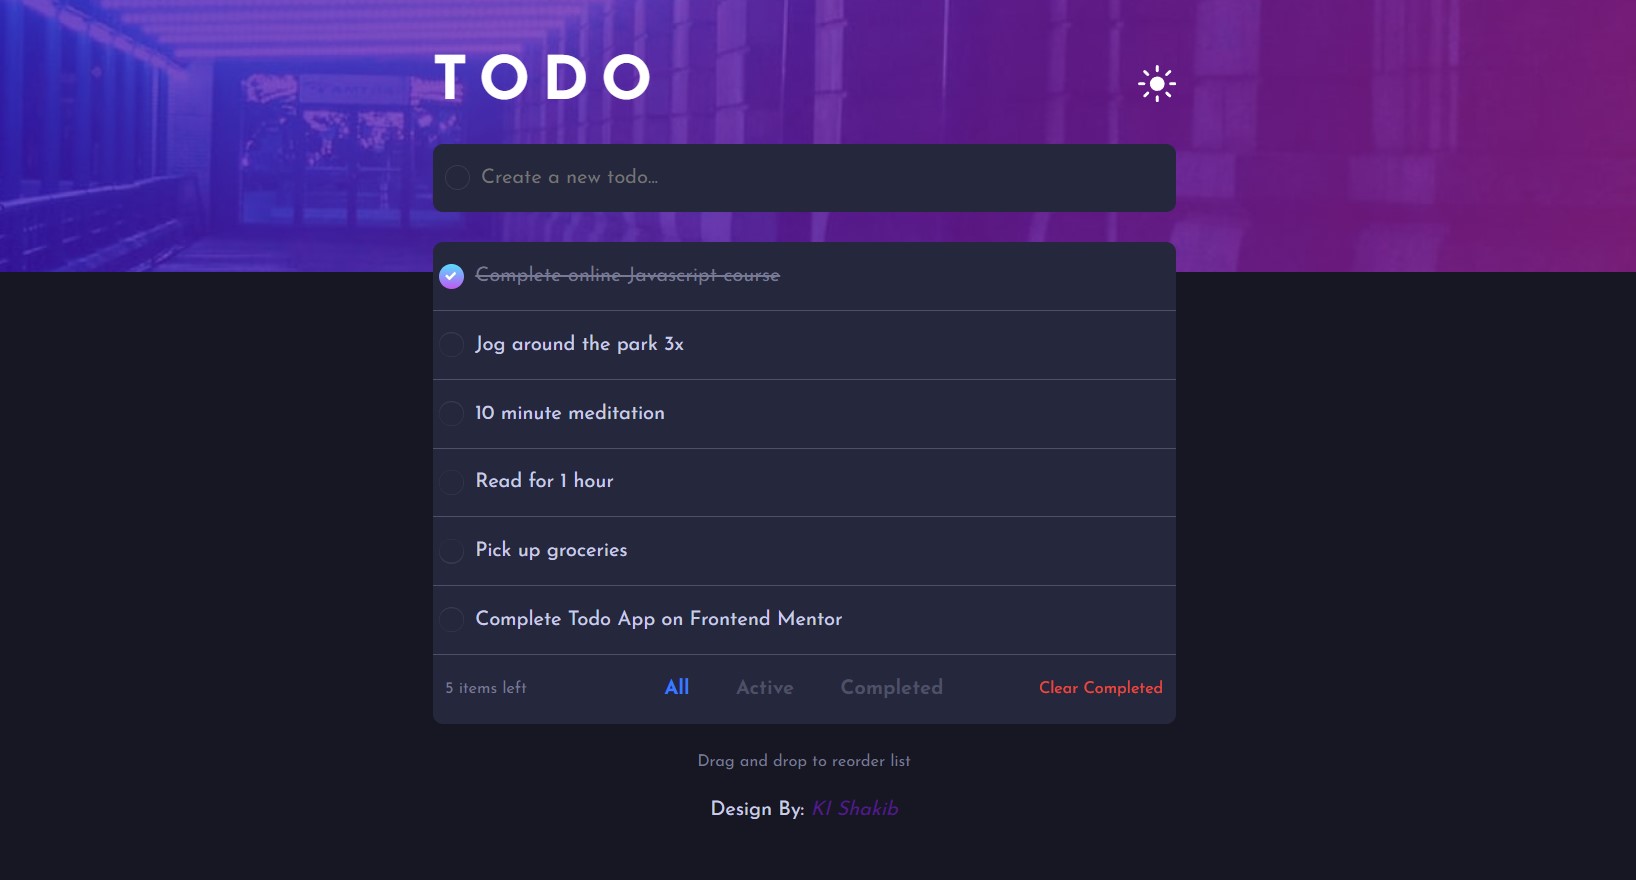 TODO
Create a new todo...
Complete online Javascript course
Jog around the park 3x
10 minute meditation
Read for 1 hour
Pick up groceries
Complete Todo App on Frontend Mentor
5 items left All Active Completed Clear Completed
Drag and drop to reorder list
Design By: KI Shakib